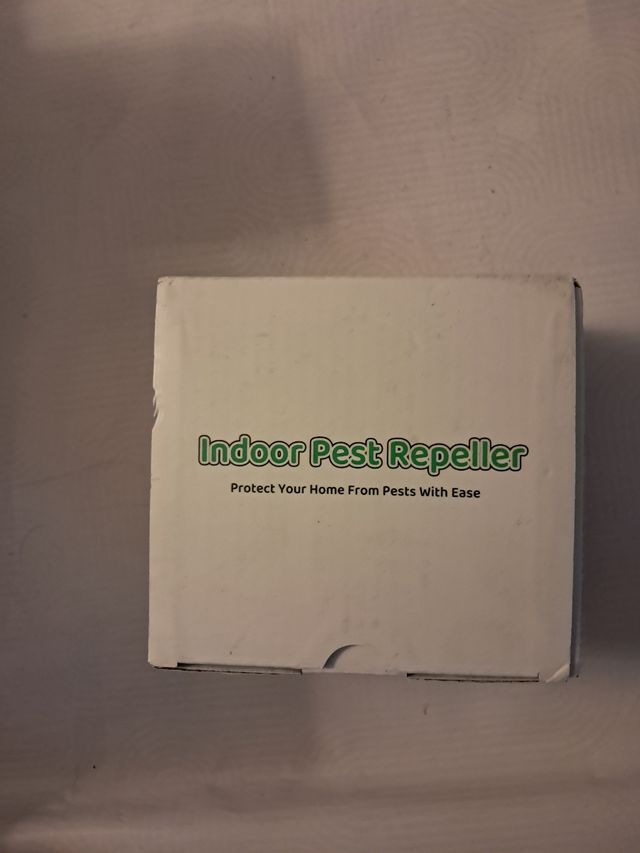 Indoor Pest Repeller
Protect Your Home From Pests With Ease